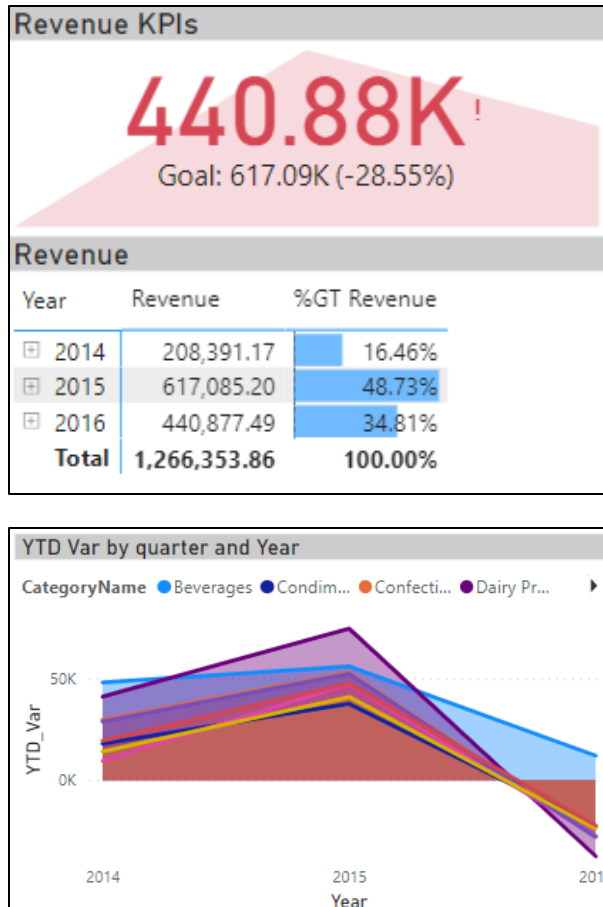 Revenue KPIs
440.88K!
Goal: 617.09K (-28.55%)
Revenue
Year Revenue %GT Revenue
2014 208,391.17 16.46%
2015 617,085.20 48.73%
2016 440,877.49 34.81%
Total 1,266,353.86 100.00%
YTD Var by quarter and Year
CategoryName Beverages Condim... Confecti... Dairy Pr...
50K
YTD_Var
0K
2014 2015 201
Year